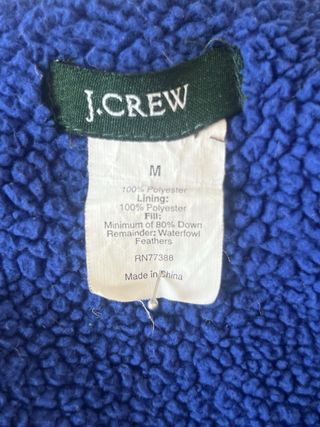 J.CREW
M
100% Polyester
Lining:
100% Polyester
Fill:
Minimum of 80% Down
Remainder: Waterfowl
Feathers
RN77388
Made in China